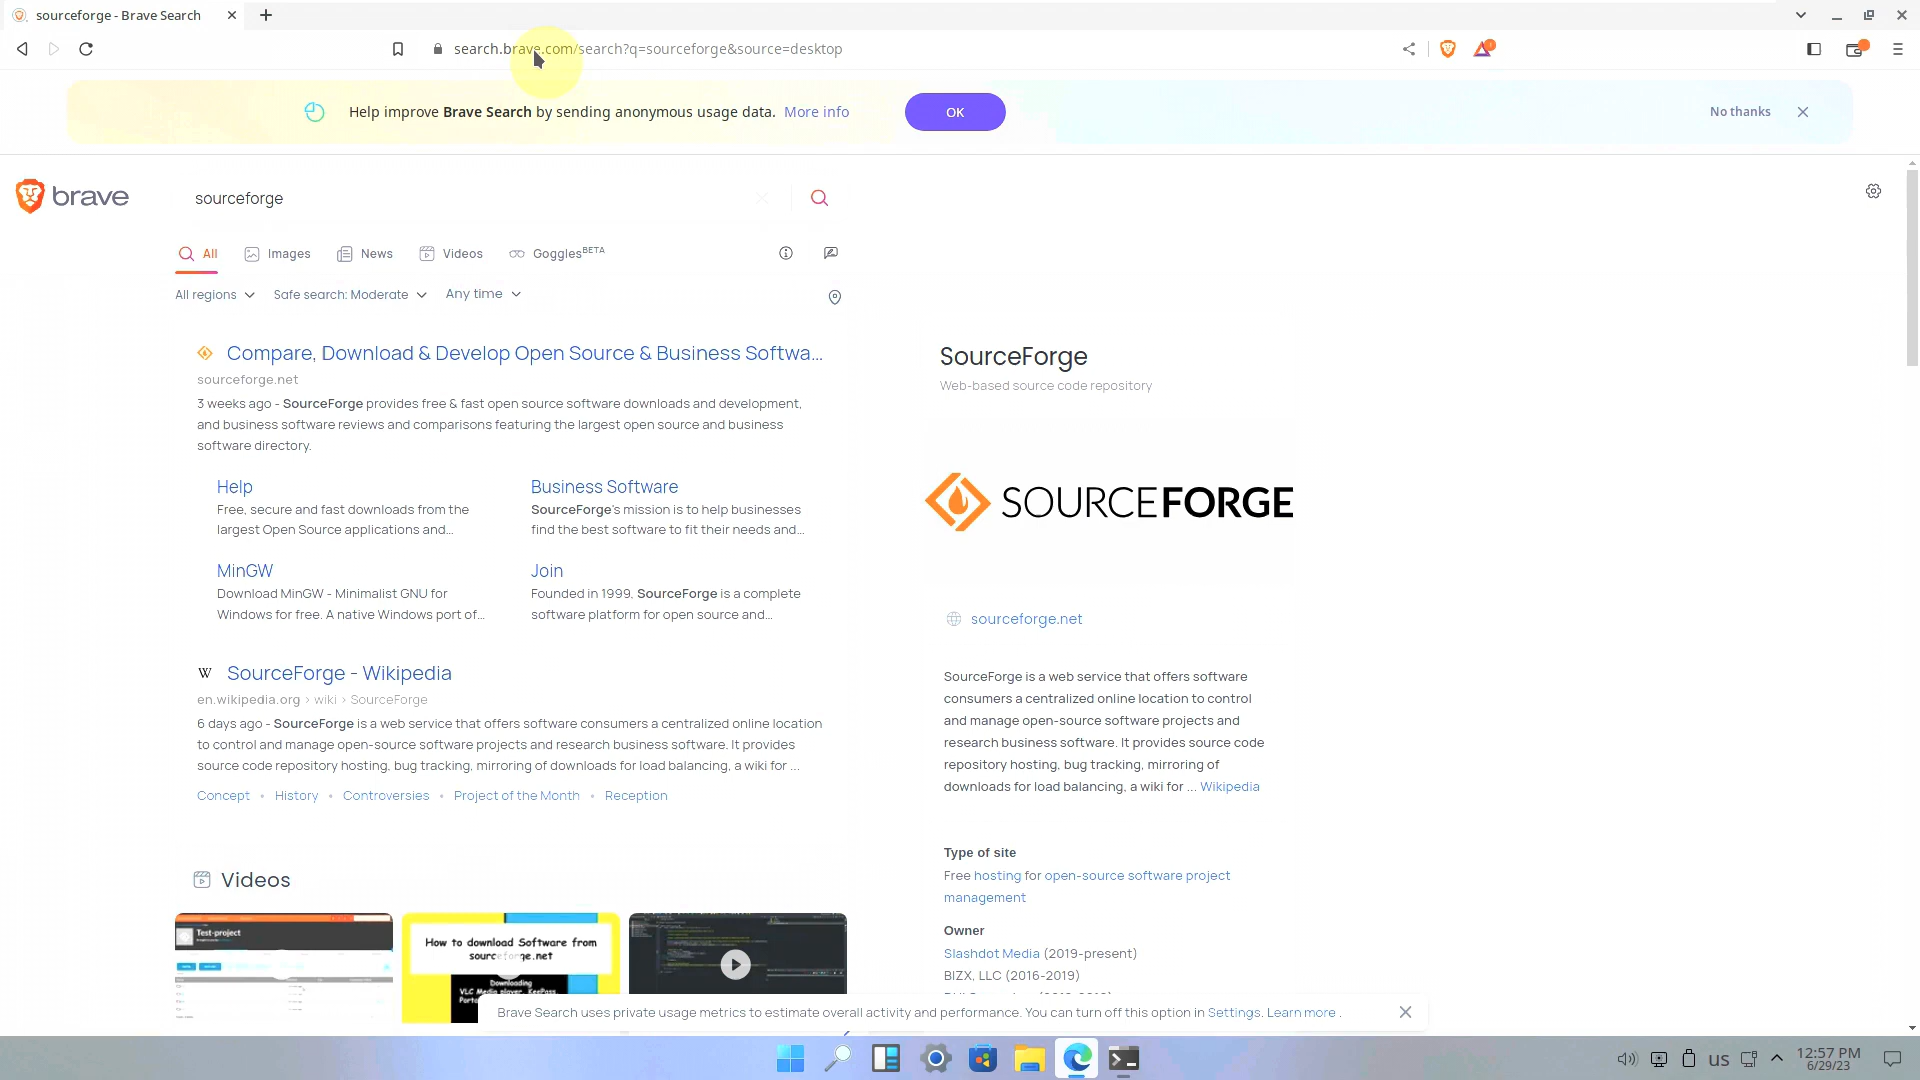 sourceforge - Brave Search
search.brave.com/search?q=sourceforge&source=desktop
Help improve Brave Search by sending anonymous usage data. More info
OK
No thanks
brave
sourceforge
All
Images
News
Videos
GogglesBETA
All regions
Safe search: Moderate
Any time
Compare, Download & Develop Open Source & Business Softwa...
sourceforge.net
3 weeks ago - SourceForge provides free & fast open source software downloads and development,
and business software reviews and comparisons featuring the largest open source and business
software directory.
Help
Free, secure and fast downloads from the
largest Open Source applications and...
Business Software
SourceForge's mission is to help businesses
find the best software to fit their needs and...
MinGW
Download MinGW - Minimalist GNU for
Windows for free. A native Windows port of...
Join
Founded in 1999, SourceForge is a complete
software platform for open source and...
W SourceForge - Wikipedia
en.wikipedia.org › wiki › SourceForge
6 days ago - SourceForge is a web service that offers software consumers a centralized online location
to control and manage open-source software projects and research business software. It provides
source code repository hosting, bug tracking, mirroring of downloads for load balancing, a wiki for ...
Concept • History • Controversies • Project of the Month • Reception
Videos
Test-project
How to download Software from
sourceforge.net
Downloading
VLC Media player, KeePass
SourceForge
Web-based source code repository
SOURCEFORGE
sourceforge.net
SourceForge is a web service that offers software
consumers a centralized online location to control
and manage open-source software projects and
research business software. It provides source code
repository hosting, bug tracking, mirroring of
downloads for load balancing, a wiki for ... Wikipedia
Type of site
Free hosting for open-source software project
management
Owner
Slashdot Media (2019-present)
BIZX, LLC (2016-2019)
Brave Search uses private usage metrics to estimate overall activity and performance. You can turn off this option in Settings. Learn more .
us
12:57 PM
6/29/23